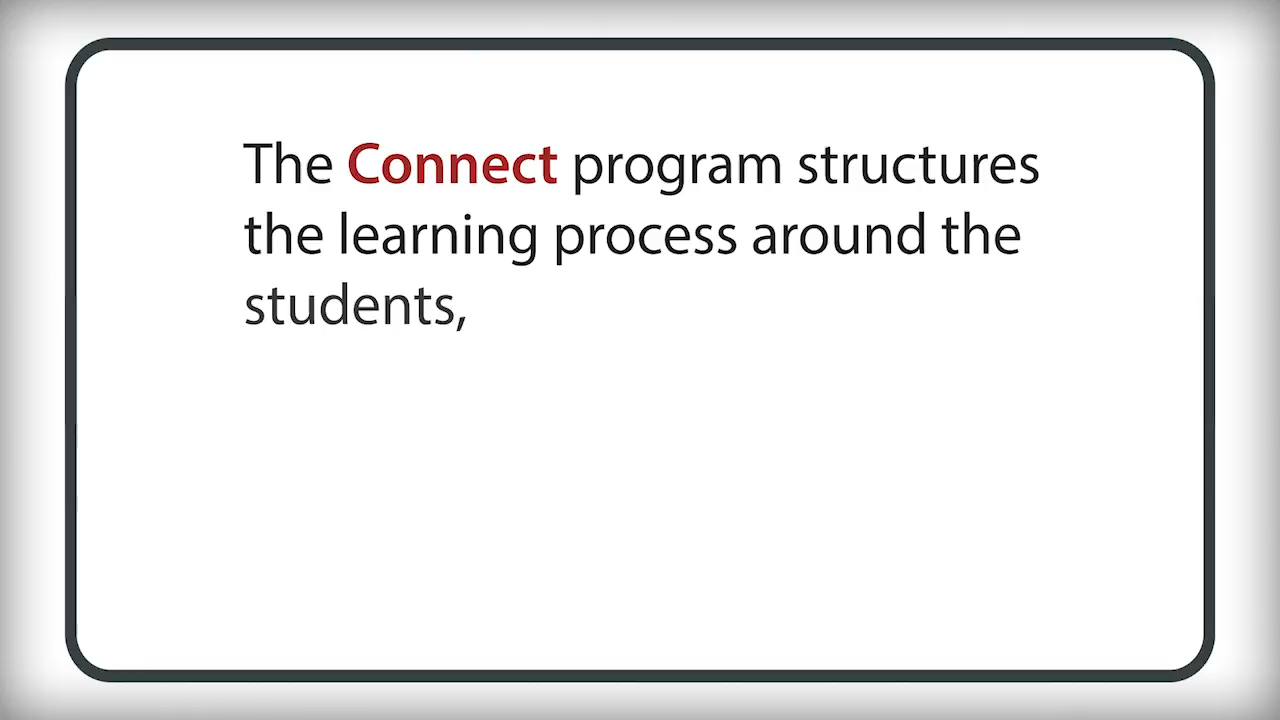 The Connect program structures
the learning process around the
students,